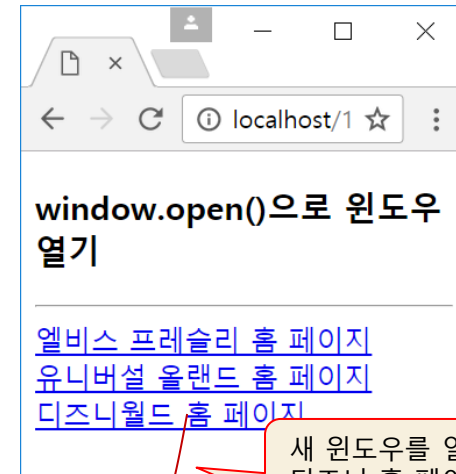 localhost/1
window.open()으로 윈도우
열기
엘비스 프레슬리 홈 페이지
유니버설 올랜드 홈 페이지
디즈니월드 홈 페이지
새 윈도우를